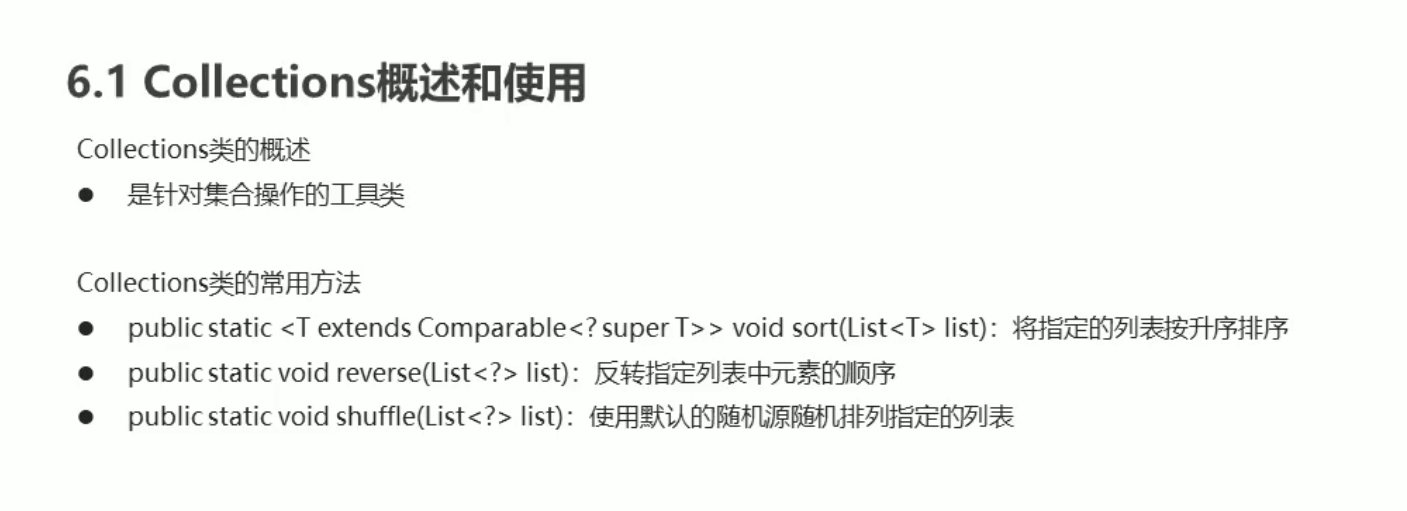 6.1 Collections概述和使用
Collections类的概述
● 是针对集合操作的工具类
Collections类的常用方法
● public static <T extends Comparable<? super T>> void sort(List<T> list)：将指定的列表按升序排序
● public static void reverse(List<?> list)：反转指定列表中元素的顺序
● public static void shuffle(List<?> list)：使用默认的随机源随机排列指定的列表